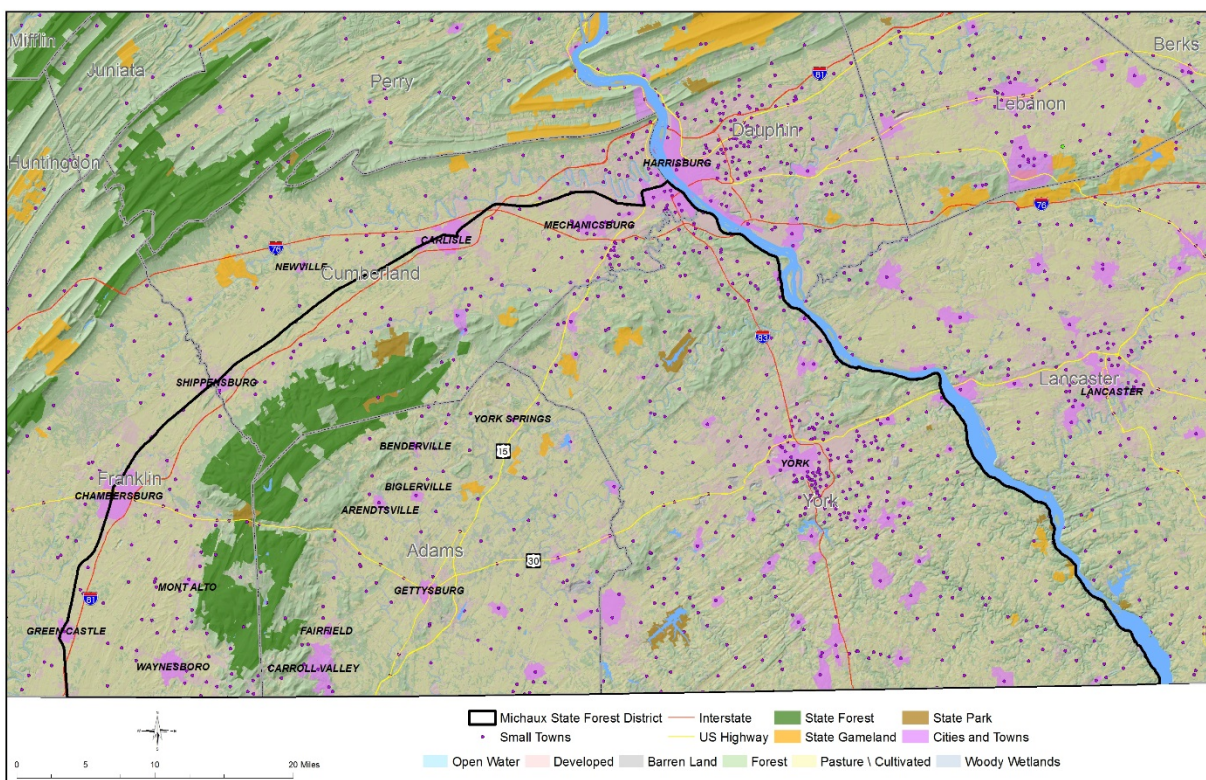 Mifflin
Juniata
Perry
81
Berks
Lebanon
Dauphin
Huntingdon
HARRISBURG
76
MECHANICSBURG
CARLISLE
76
NEWVILLE
Cumberland
83
SHIPPENSBURG
Lancaster
LANCASTER
YORK SPRINGS
BENDERVILLE
15
YORK
Franklin
CHAMBERSBURG
BIGLERVILLE
York
ARENDTSVILLE
Adams
30
MONT ALTO
GETTYSBURG
81
GREEN CASTLE
FAIRFIELD
WAYNESBORO
CARROLL VALLEY
Michaux State Forest District
Interstate
State Forest
State Park
Small Towns
US Highway
State Gameland
Cities and Towns
Open Water
Developed
Barren Land
Forest
Pasture \ Cultivated
Woody Wetlands
0 5 10 20 Miles